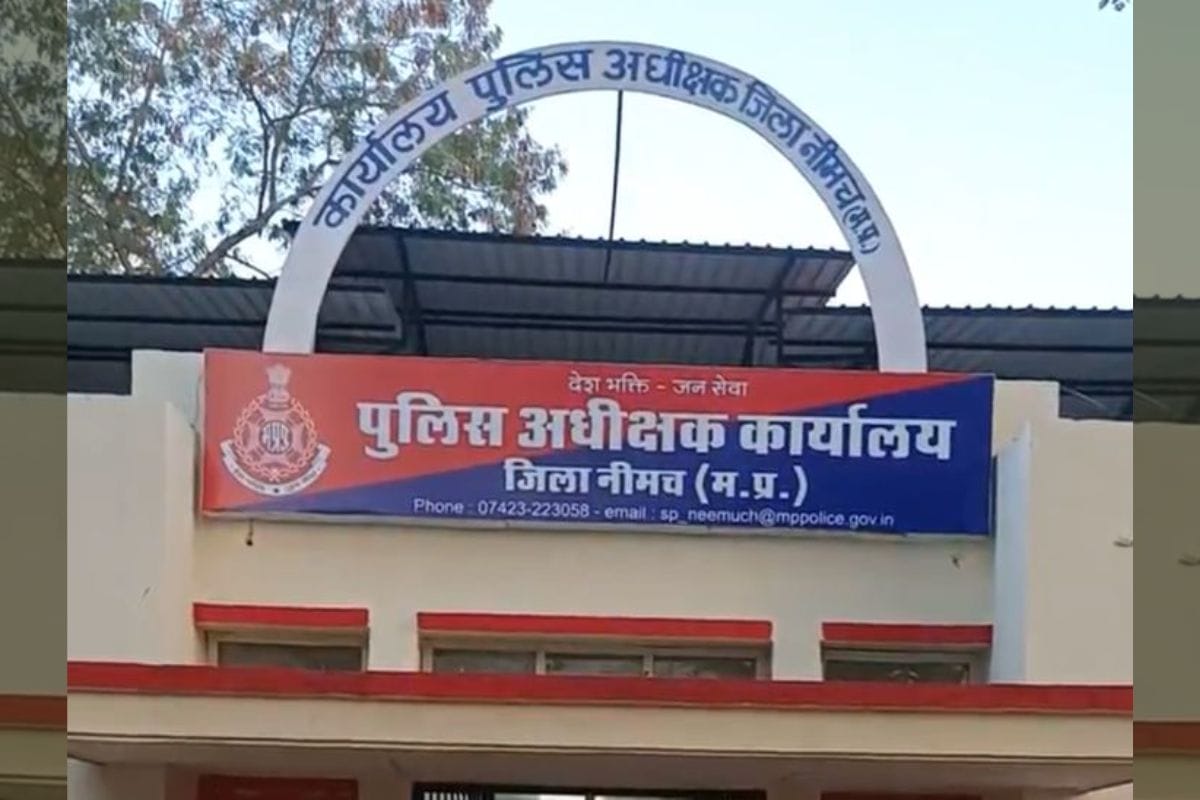 कार्यालय पुलिस अधीक्षक जिला नीमच (म.प्र.)
देश भक्ति - जन सेवा
पुलिस अधीक्षक कार्यालय
जिला नीमच (म.प्र.)
Phone : 07423-223058 - email : sp_neemuch@mppolice.gov.in